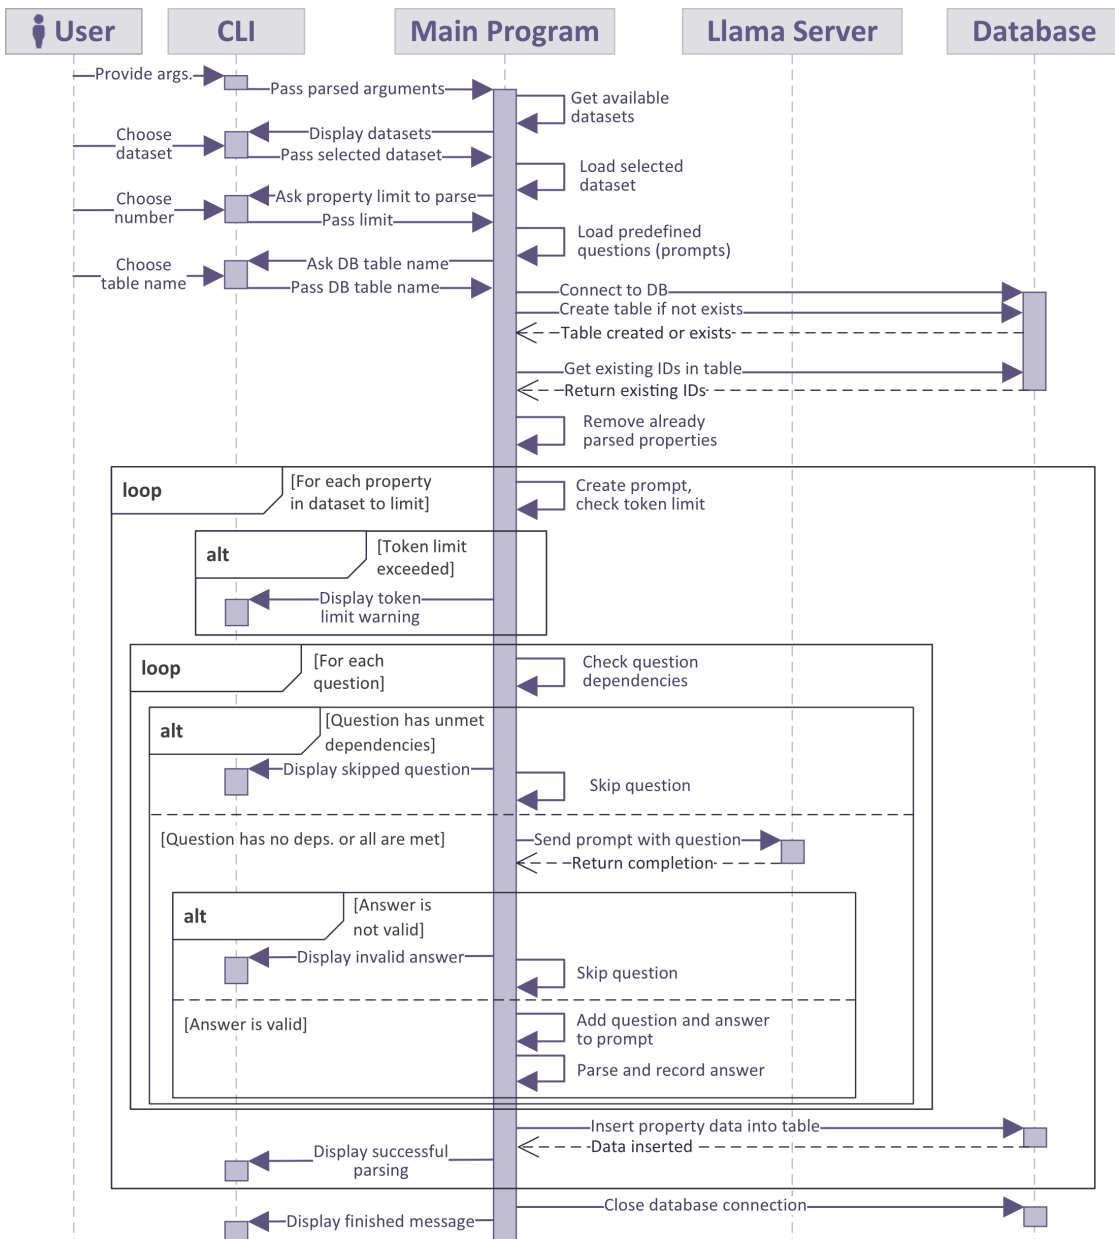 User
CLI
Main Program
Llama Server
Database
Provide args.
Pass parsed arguments
Get available
datasets
Display datasets
Choose
dataset
Pass selected dataset
Load selected
dataset
Ask property limit to parse
Choose
number
Pass limit
Load predefined
questions (prompts)
Ask DB table name
Choose
table name
Pass DB table name
Connect to DB
Create table if not exists
Table created or exists
Get existing IDs in table
Return existing IDs
Remove already
parsed properties
loop
[For each property
in dataset to limit]
Create prompt,
check token limit
alt
[Token limit
exceeded]
Display token
limit warning
loop
[For each
question]
Check question
dependencies
alt
[Question has unmet
dependencies]
Display skipped question
Skip question
[Question has no deps. or all are met]
Send prompt with question
Return completion
alt
[Answer is
not valid]
Display invalid answer
Skip question
[Answer is valid]
Add question and answer
to prompt
Parse and record answer
Insert property data into table
Data inserted
Display successful
parsing
Close database connection
Display finished message